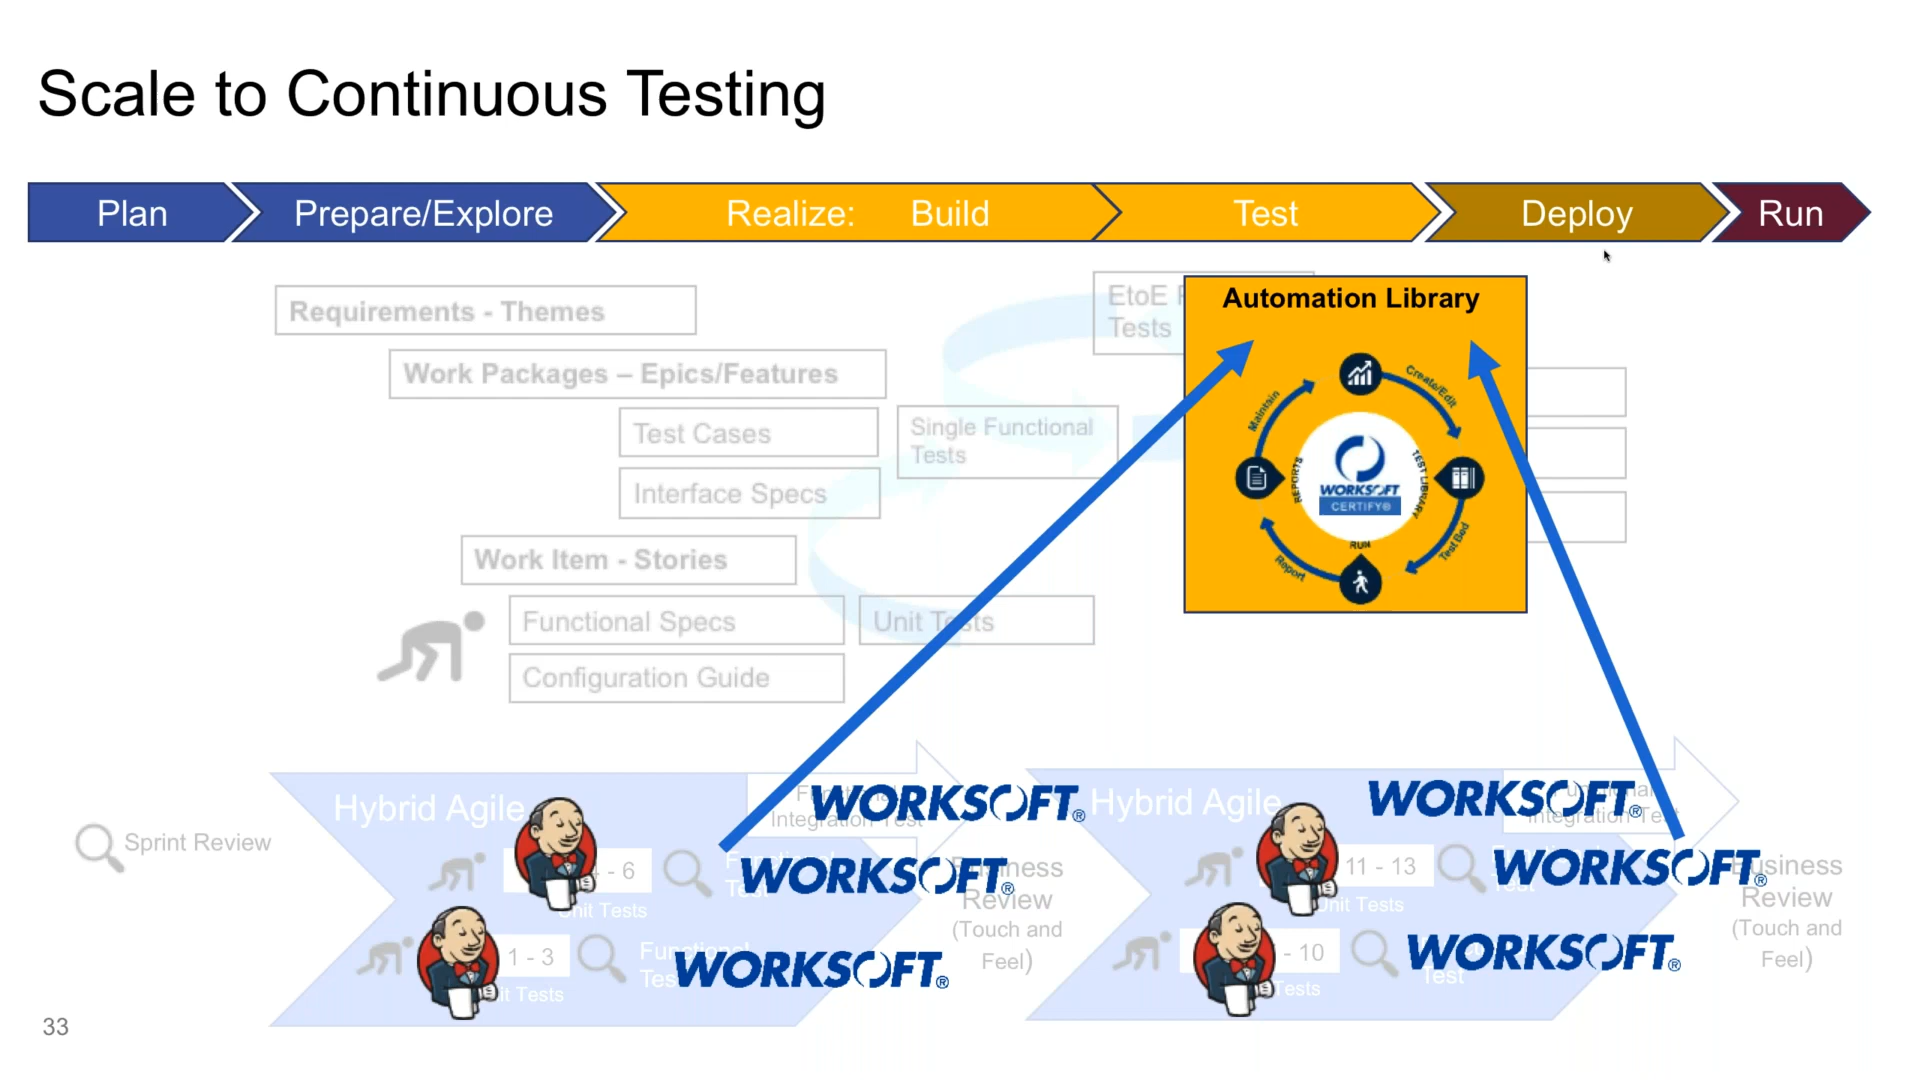 Scale to Continuous Testing
Plan
Prepare/Explore
Realize: Build
Test
Deploy
Run
Requirements - Themes
Work Packages – Epics/Features
Test Cases
Interface Specs
Single Functional
Tests
EtoE
Tests
Automation Library
Create/Edit
Maintain
REPORTS
TEST LIBRARY
WORKSOFT
CERTIFY®
RUN
Report
Test Bed
Work Item - Stories
Functional Specs
Unit Tests
Configuration Guide
Sprint Review
Hybrid Agile
Integration Test
WORKSOFT®
- 6
Unit Tests
WORKSOFT®
Business
Review
(Touch and
Feel)
1 - 3
Functional
WORKSOFT®
Hybrid Agile
Integration Test
WORKSOFT®
11 - 13
Unit Tests
WORKSOFT®
Business
Review
(Touch and
Feel)
- 10
Tests
Test
WORKSOFT®
33